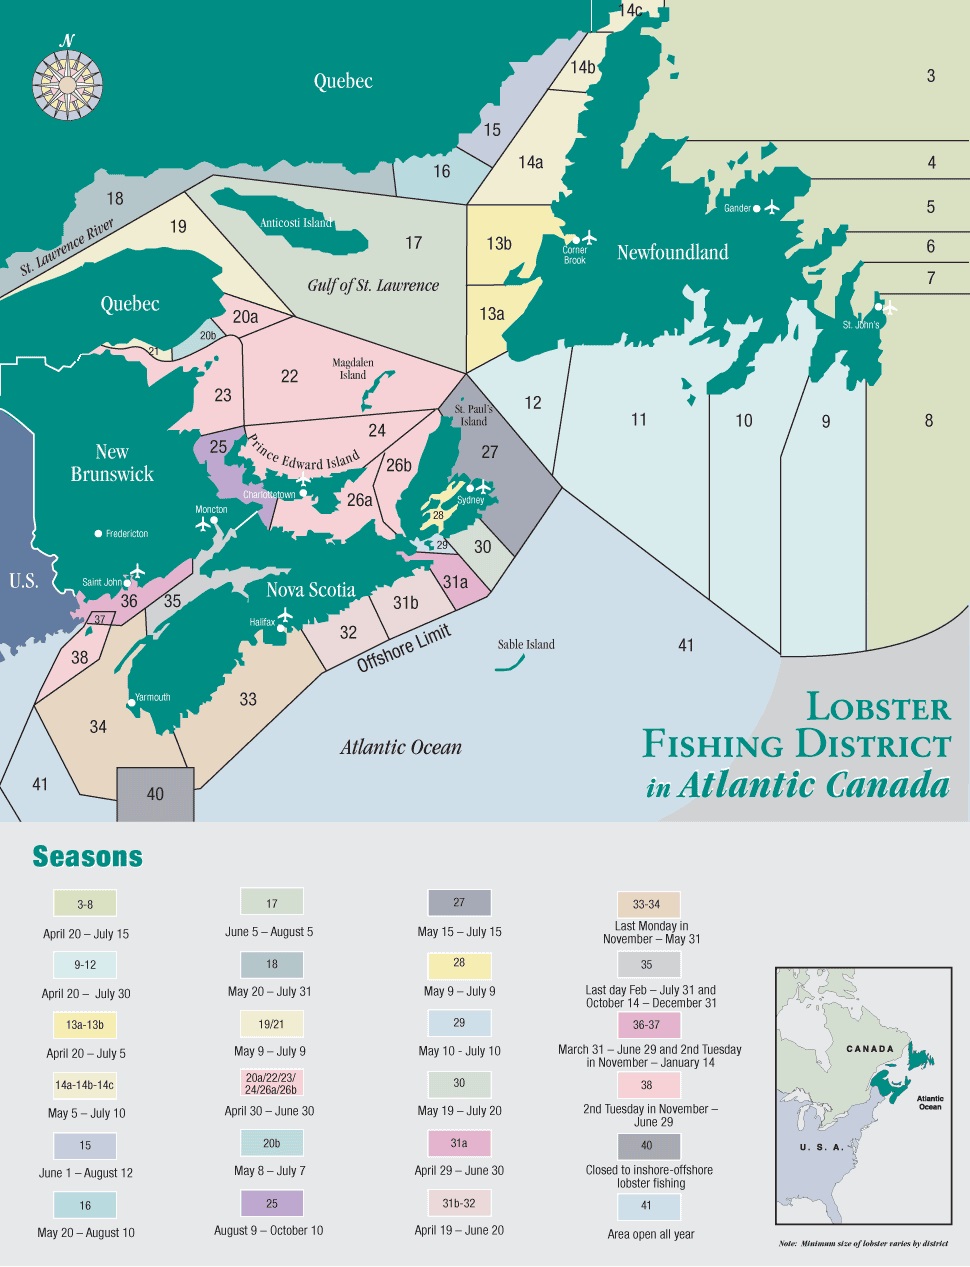 14c
N
Quebec
14b
3
15
14a
4
16
18
17
5
19
Anticosti Island
Gander
St. Lawrence River
13b
Corner
Brook
Newfoundland
6
Gulf of St. Lawrence
7
Quebec
20a
13a
St. John's
20b
21
22
Magdalen
Island
23
12
St. Paul's
Island
11
10
9
8
24
25
Prince Edward Island
27
New
Brunswick
26b
Charlottetown
26a
Sydney
28
Moncton
Fredericton
29
30
U.S.
Saint John
31a
36
35
Nova Scotia
31b
37
Halifax
32
38
Offshore Limit
Sable Island
41
33
Yarmouth
34
Lobster
Fishing District
in Atlantic Canada
Atlantic Ocean
41
40
Seasons
3-8
April 20 – July 15
9-12
April 20 – July 30
13a-13b
April 20 – July 5
14a-14b-14c
May 5 – July 10
15
June 1 – August 12
16
May 20 – August 10
17
June 5 – August 5
18
May 20 – July 31
19/21
May 9 – July 9
20a/22/23/
24/26a/26b
April 30 – June 30
20b
May 8 – July 7
25
August 9 – October 10
27
May 15 – July 15
28
May 9 – July 9
29
May 10 - July 10
30
May 19 – July 20
31a
April 29 – June 30
31b-32
April 19 – June 20
33-34
Last Monday in
November – May 31
35
Last day Feb – July 31 and
October 14 – December 31
36-37
March 31 – June 29 and 2nd Tuesday
in November – January 14
38
2nd Tuesday in November –
June 29
40
Closed to inshore-offshore
lobster fishing
41
Area open all year
CANADA
Atlantic
Ocean
U. S. A.
Note: Minimum size of lobster varies by district